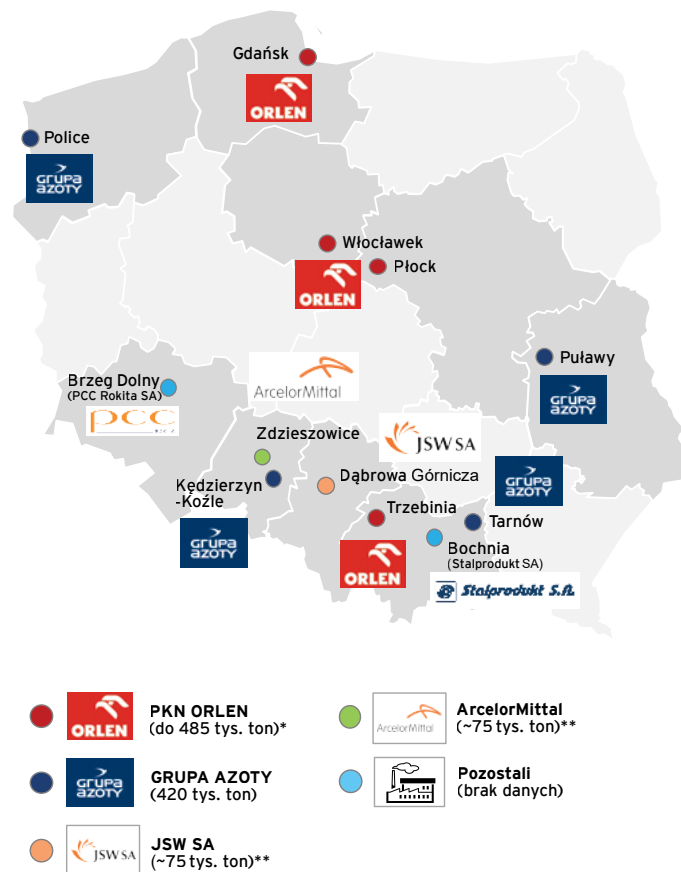 Gdańsk
ORLEN
Police
GRUPA
AZOTY
Włocławek
Płock
ORLEN
Puławy
GRUPA
AZOTY
Brzeg Dolny
(PCC Rokita SA)
pcc
ArcelorMittal
Zdzieszowice
JSW SA
Dąbrowa Górnicza
GRUPA
AZOTY
Kędzierzyn
-Koźle
GRUPA
AZOTY
Trzebinia
ORLEN
Tarnów
Bochnia
(Stalprodukt SA)
Stalprodukt S.A.
ORLEN
PKN ORLEN
(do 485 tys. ton)*
GRUPA
AZOTY
GRUPA AZOTY
(420 tys. ton)
JSW SA
JSW SA
(~75 tys. ton)**
ArcelorMittal
ArcelorMittal
(~75 tys. ton)**
Pozostali
(brak danych)